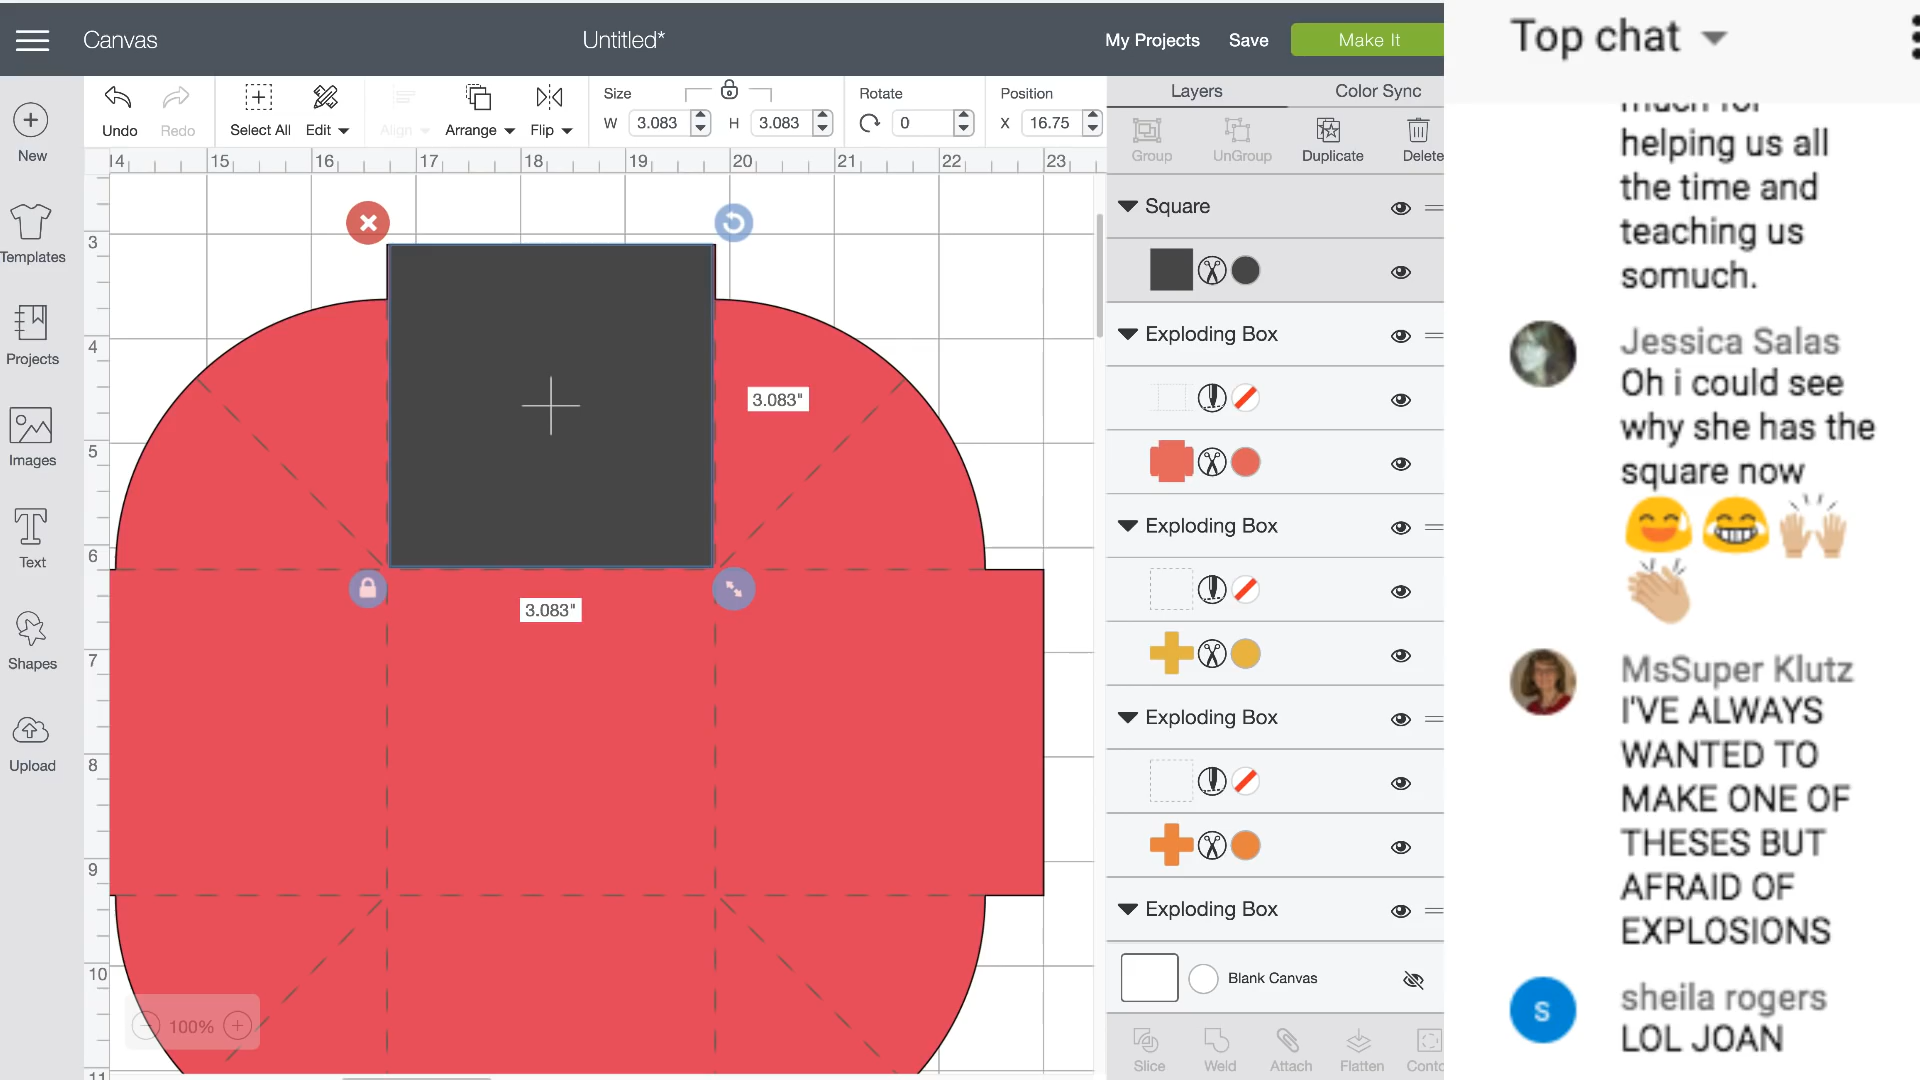 Canvas
Untitled*
My Projects
Save
Make It
Undo
Redo
Select All
Edit
Align
Arrange
Flip
Size
W 3.083
H 3.083
Rotate
0
Position
X 16.75
Layers
Color Sync
Group
UnGroup
Duplicate
Delete
New
Templates
Projects
Images
Text
Shapes
Upload
14 15 16 17 18 19 20 21 22 23
3
4
5
6
7
8
9
10
11
3.083"
3.083"
100%
Square
Exploding Box
Exploding Box
Exploding Box
Exploding Box
Blank Canvas
Slice
Weld
Attach
Flatten
Conto
Top chat
much for
helping us all
the time and
teaching us
somuch.
Jessica Salas
Oh i could see
why she has the
square now
MsSuper Klutz
I'VE ALWAYS
WANTED TO
MAKE ONE OF
THESES BUT
AFRAID OF
EXPLOSIONS
s
sheila rogers
LOL JOAN